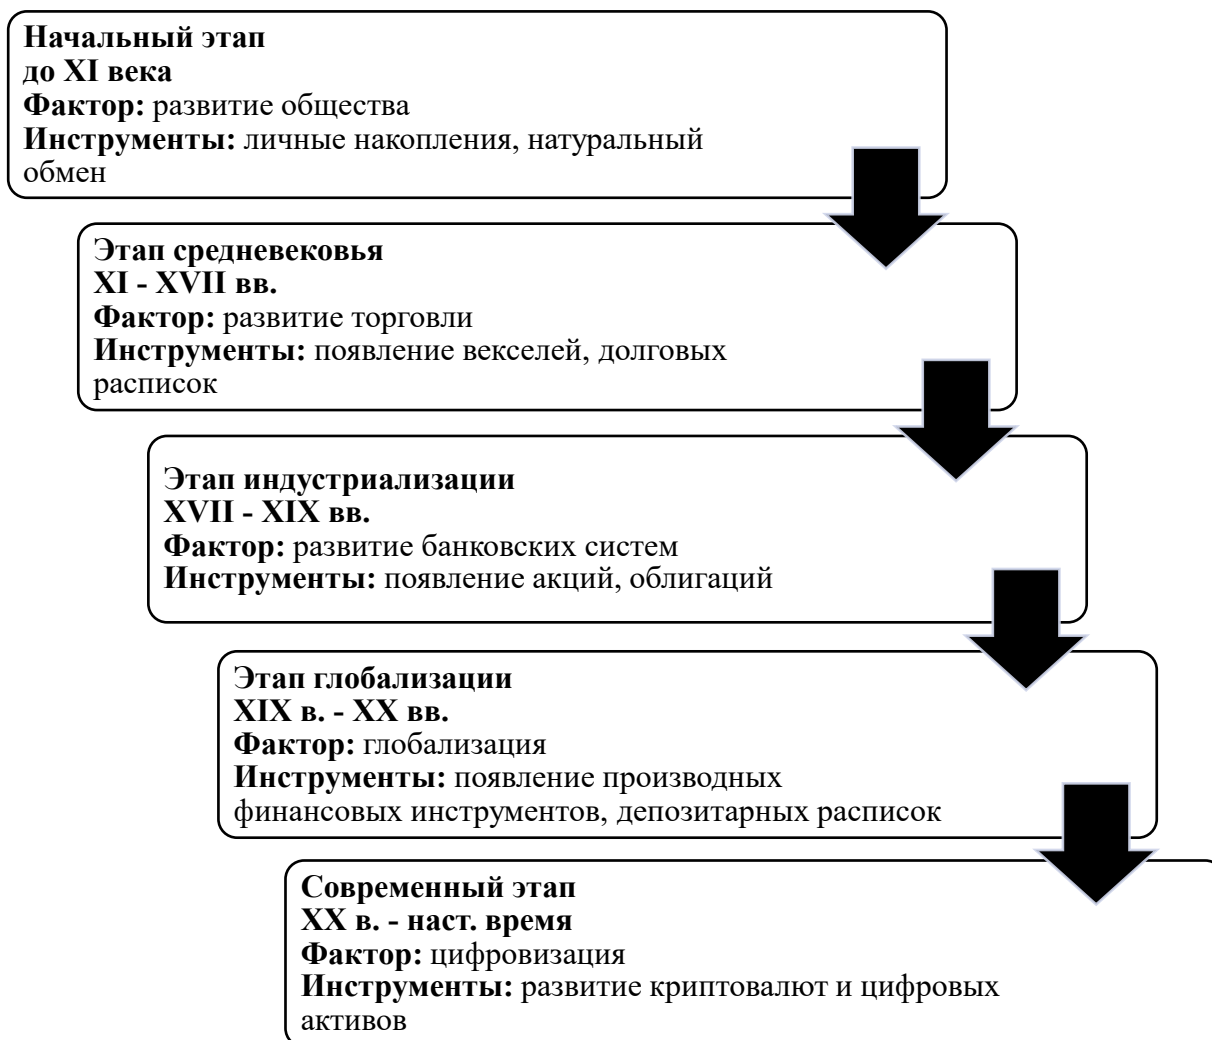 Начальный этап
до XI века
Фактор: развитие общества
Инструменты: личные накопления, натуральный
обмен
Этап средневековья
XI - XVII вв.
Фактор: развитие торговли
Инструменты: появление векселей, долговых
расписок
Этап индустриализации
XVII - XIX вв.
Фактор: развитие банковских систем
Инструменты: появление акций, облигаций
Этап глобализации
XIX в. - XX вв.
Фактор: глобализация
Инструменты: появление производных
финансовых инструментов, депозитарных расписок
Современный этап
XX в. - наст. время
Фактор: цифровизация
Инструменты: развитие криптовалют и цифровых
активов